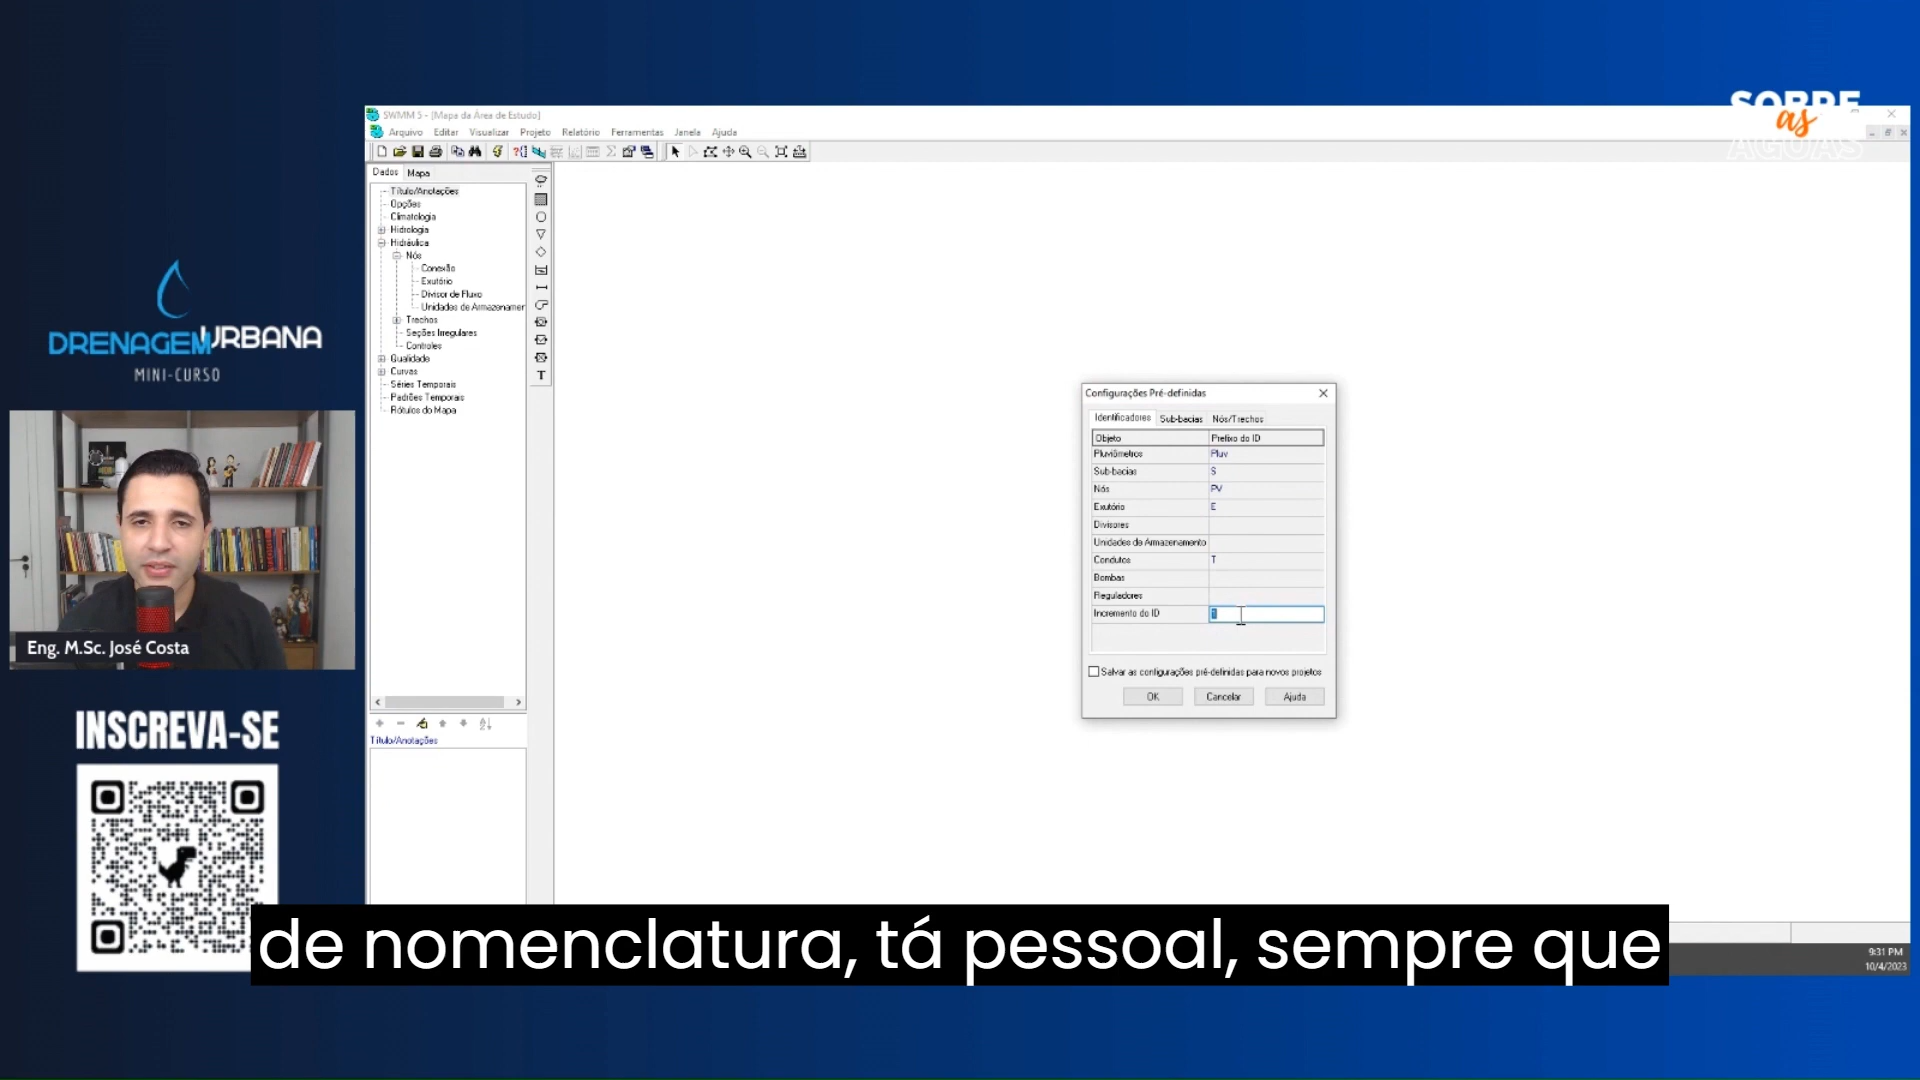 SOBRE
as
AGUAS
SWMM 5 - [Mapa da Área de Estudo]
Arquivo Editar Visualizar Projeto Relatório Ferramentas Janela Ajuda
Dados Mapa
Título/Anotações
Opções
Climatologia
Hidrologia
Hidráulica
Nós
Conexão
Exutório
Divisor de Fluxo
Unidades de Armazenamer
Trechos
Seções Irregulares
Controles
Qualidade
Curvas
Séries Temporais
Padrões Temporais
Rótulos do Mapa
T
Título/Anotações
DRENAGEM URBANA
MINI-CURSO
Eng. M.Sc. José Costa
INSCREVA-SE
Configurações Pré-definidas
Identificadores Sub-bacias Nós/Trechos
Objeto Prefixo do ID
Pluviômetros Pluv
Sub-bacias S
Nós PV
Exutório E
Divisores
Unidades de Armazenamento
Condutos T
Bombas
Reguladores
Incremento do ID 1
Salvar as configurações pré-definidas para novos projetos
OK Cancelar Ajuda
de nomenclatura, tá pessoal, sempre que
9:31 PM
10/4/2023